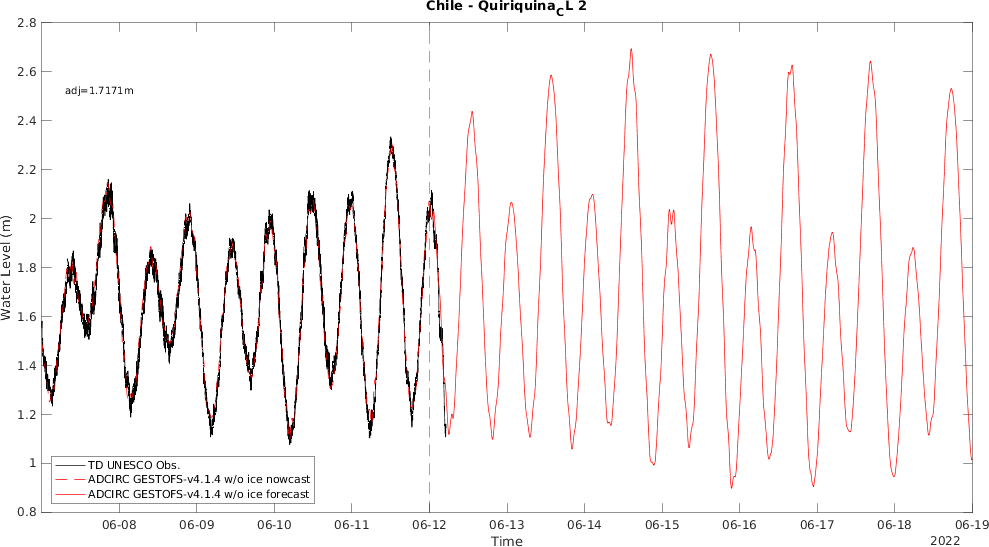 Chile - Quiriquina_CL 2
2.8
2.6
2.4
2.2
2
1.8
1.6
1.4
1.2
1
0.8
Water Level (m)
adj=1.7171m
TD UNESCO Obs.
ADCIRC GESTOFS-v4.1.4 w/o ice nowcast
ADCIRC GESTOFS-v4.1.4 w/o ice forecast
06-08 06-09 06-10 06-11 06-12 06-13 06-14 06-15 06-16 06-17 06-18 06-19
Time
2022